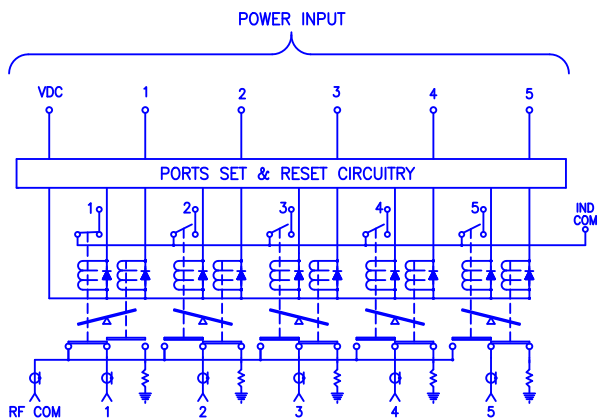 POWER INPUT
VDC 1 2 3 4 5
PORTS SET & RESET CIRCUITRY
1 2 3 4 5 IND
COM
RF COM 1 2 3 4 5